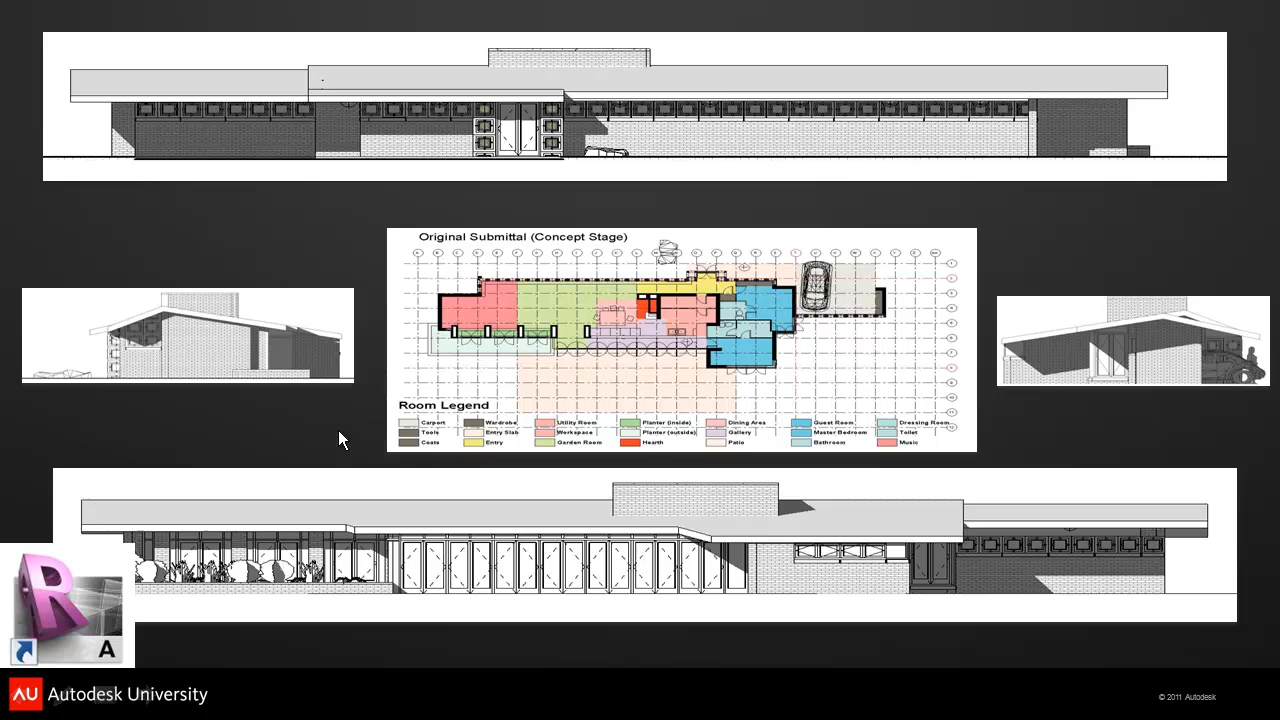 Original Submittal (Concept Stage)
Room Legend
Carport Wardrobe Utility Room Planter (inside) Dining Area Guest Room Dressing Room
Tools Entry Slab Workspace Planter (outside) Gallery Master Bedroom Toilet
Coats Entry Garden Room Hearth Patio Bathroom Music
R
A
AU Autodesk University
© 2011 Autodesk